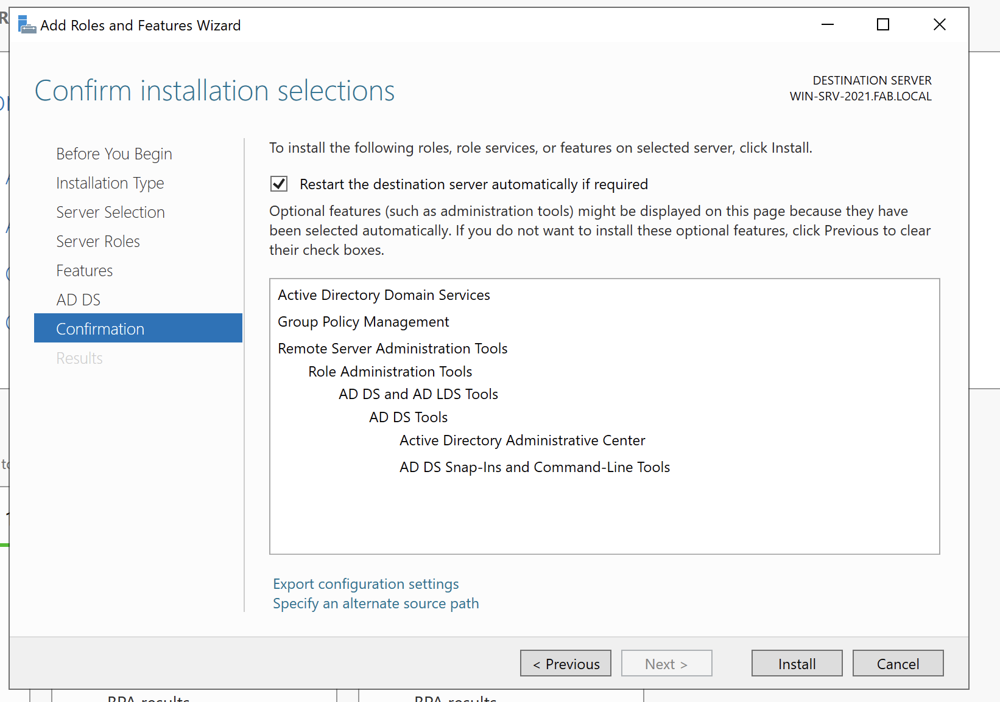 Add Roles and Features Wizard
Confirm installation selections
DESTINATION SERVER
WIN-SRV-2021.FAB.LOCAL
Before You Begin
Installation Type
Server Selection
Server Roles
Features
AD DS
Confirmation
Results
To install the following roles, role services, or features on selected server, click Install.
Restart the destination server automatically if required
Optional features (such as administration tools) might be displayed on this page because they have
been selected automatically. If you do not want to install these optional features, click Previous to clear
their check boxes.
Active Directory Domain Services
Group Policy Management
Remote Server Administration Tools
Role Administration Tools
AD DS and AD LDS Tools
AD DS Tools
Active Directory Administrative Center
AD DS Snap-Ins and Command-Line Tools
Export configuration settings
Specify an alternate source path
< Previous
Next >
Install
Cancel
BPA results
BPA results